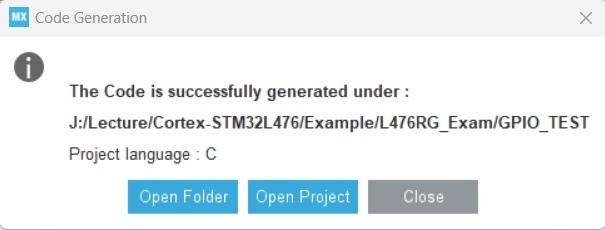 MX Code Generation
The Code is successfully generated under :
J:/Lecture/Cortex-STM32L476/Example/L476RG_Exam/GPIO_TEST
Project language : C
Open Folder Open Project Close